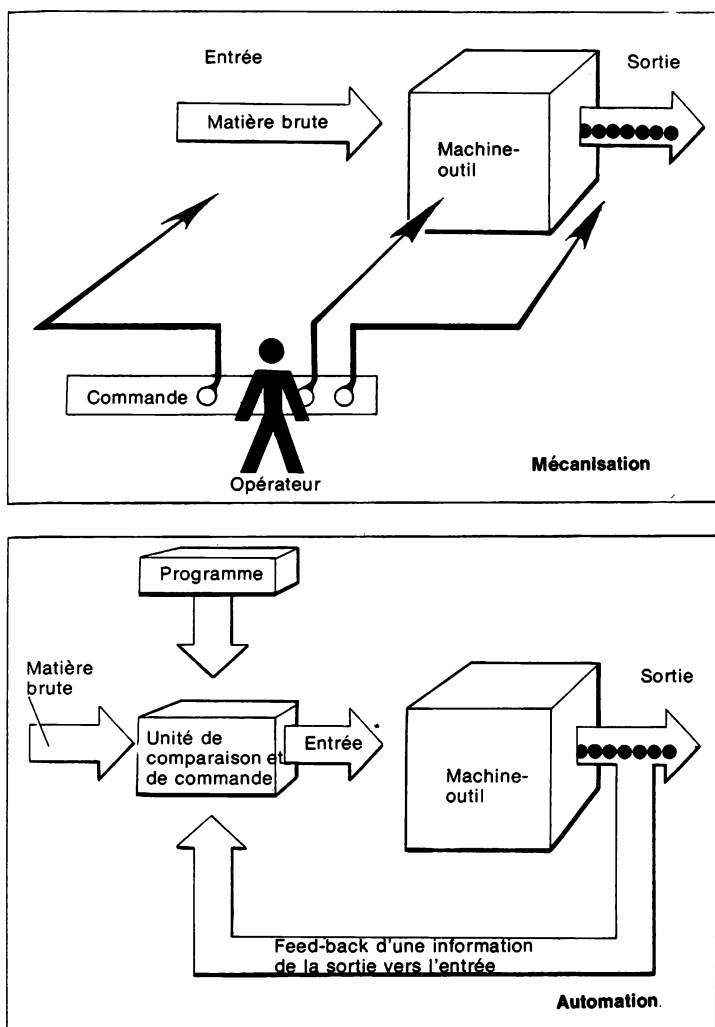 Entrée
Sortie
Matière brute
Machine-
outil
Commande
Opérateur
Mécanisation
Programme
Matière
brute
Sortie
Unité de
comparaison et
de commande
Entrée
Machine-
outil
Feed-back d'une information
de la sortie vers l'entrée
Automation.